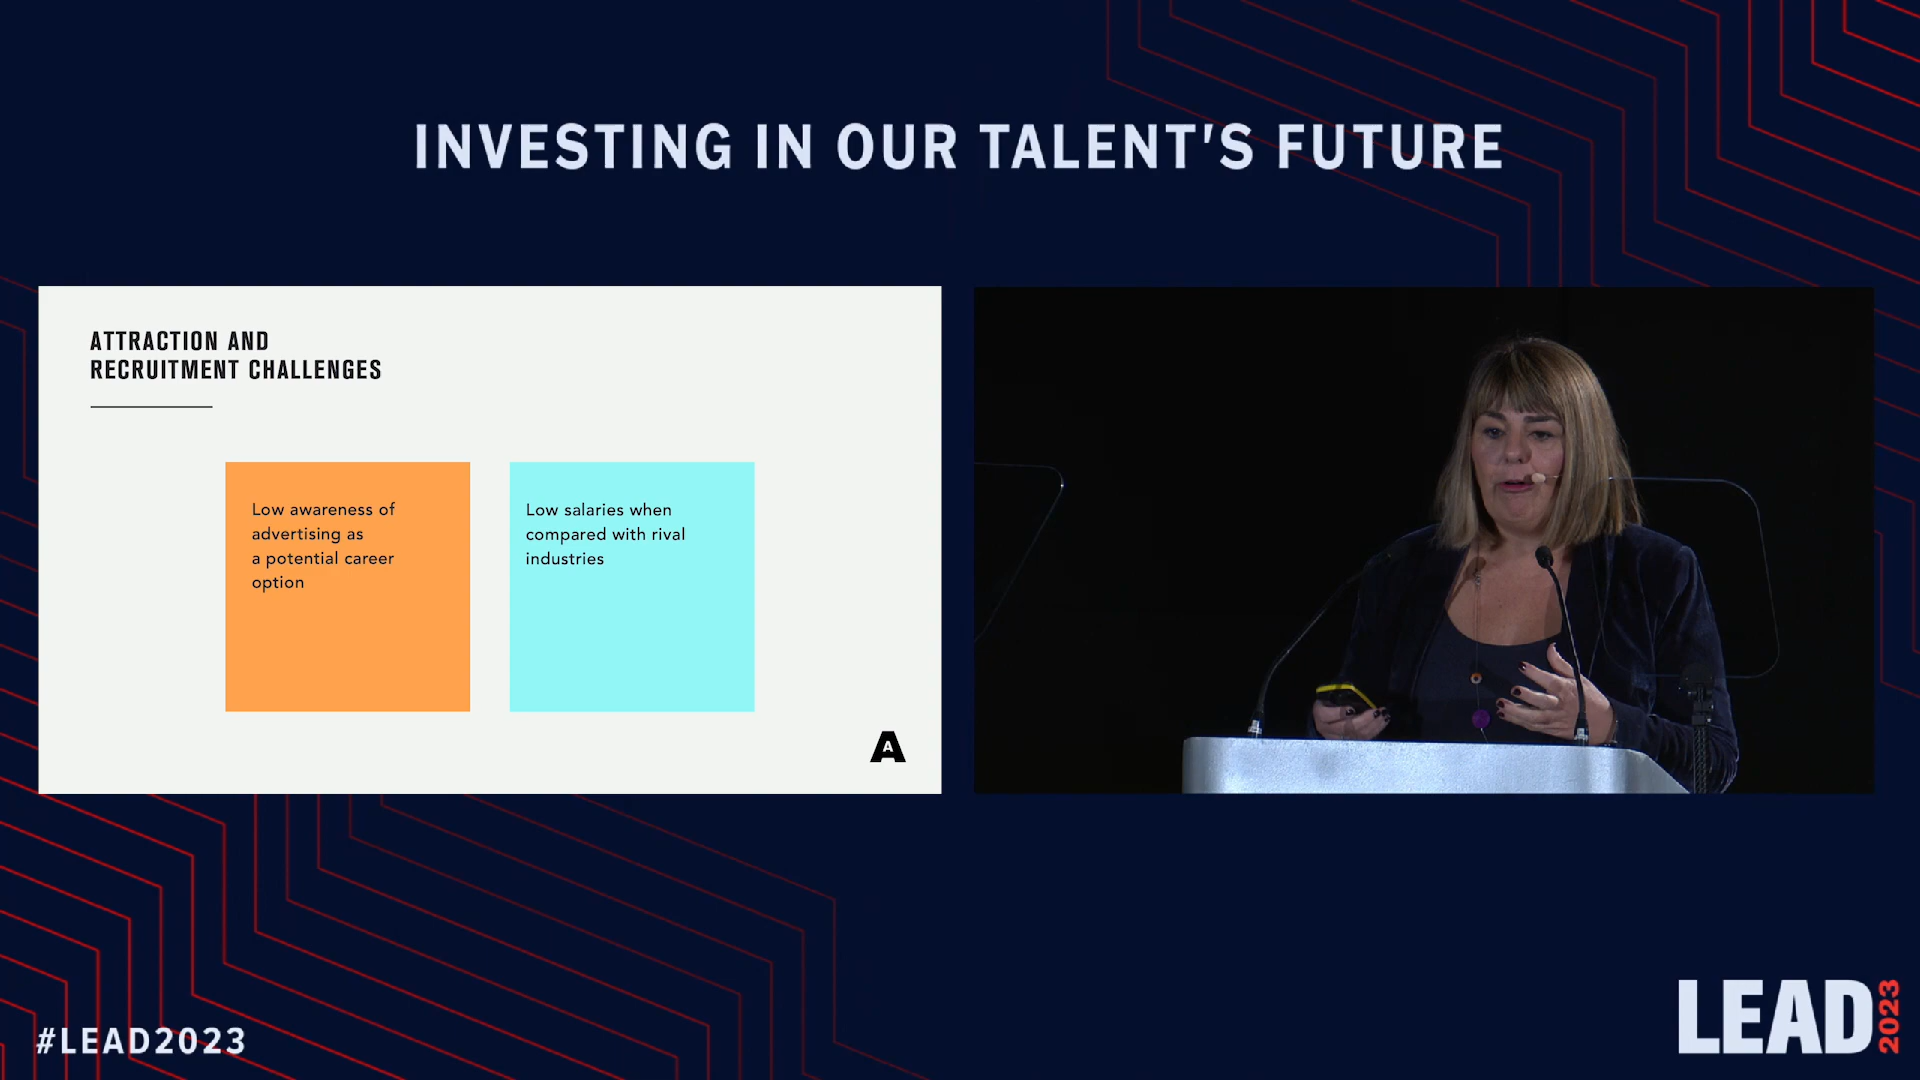 INVESTING IN OUR TALENT'S FUTURE
ATTRACTION AND
RECRUITMENT CHALLENGES
Low awareness of
advertising as
a potential career
option
Low salaries when
compared with rival
industries
A
#LEAD2023
LEAD 2023